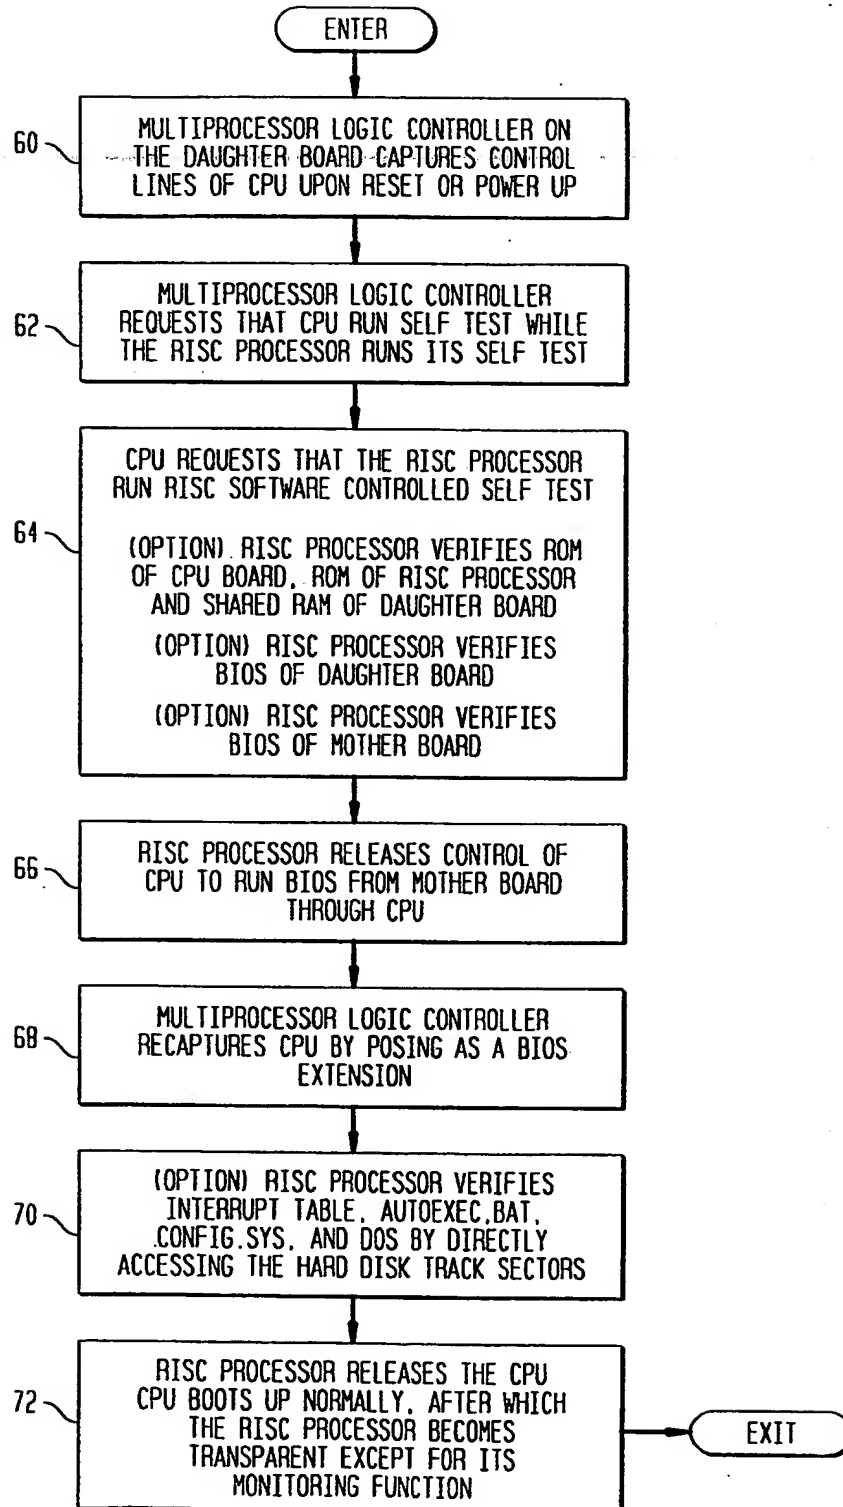 ENTER
60
MULTIPROCESSOR LOGIC CONTROLLER ON
THE DAUGHTER BOARD CAPTURES CONTROL
LINES OF CPU UPON RESET OR POWER UP
62
MULTIPROCESSOR LOGIC CONTROLLER
REQUESTS THAT CPU RUN SELF TEST WHILE
THE RISC PROCESSOR RUNS ITS SELF TEST
64
CPU REQUESTS THAT THE RISC PROCESSOR
RUN RISC SOFTWARE CONTROLLED SELF TEST
(OPTION) RISC PROCESSOR VERIFIES ROM
OF CPU BOARD, ROM OF RISC PROCESSOR
AND SHARED RAM OF DAUGHTER BOARD
(OPTION) RISC PROCESSOR VERIFIES
BIOS OF DAUGHTER BOARD
(OPTION) RISC PROCESSOR VERIFIES
BIOS OF MOTHER BOARD
66
RISC PROCESSOR RELEASES CONTROL OF
CPU TO RUN BIOS FROM MOTHER BOARD
THROUGH CPU
68
MULTIPROCESSOR LOGIC CONTROLLER
RECAPTURES CPU BY POSING AS A BIOS
EXTENSION
70
(OPTION) RISC PROCESSOR VERIFIES
INTERRUPT TABLE, AUTOEXEC.BAT,
CONFIG.SYS, AND DOS BY DIRECTLY
ACCESSING THE HARD DISK TRACK SECTORS
72
RISC PROCESSOR RELEASES THE CPU
CPU BOOTS UP NORMALLY, AFTER WHICH
THE RISC PROCESSOR BECOMES
TRANSPARENT EXCEPT FOR ITS
MONITORING FUNCTION
EXIT